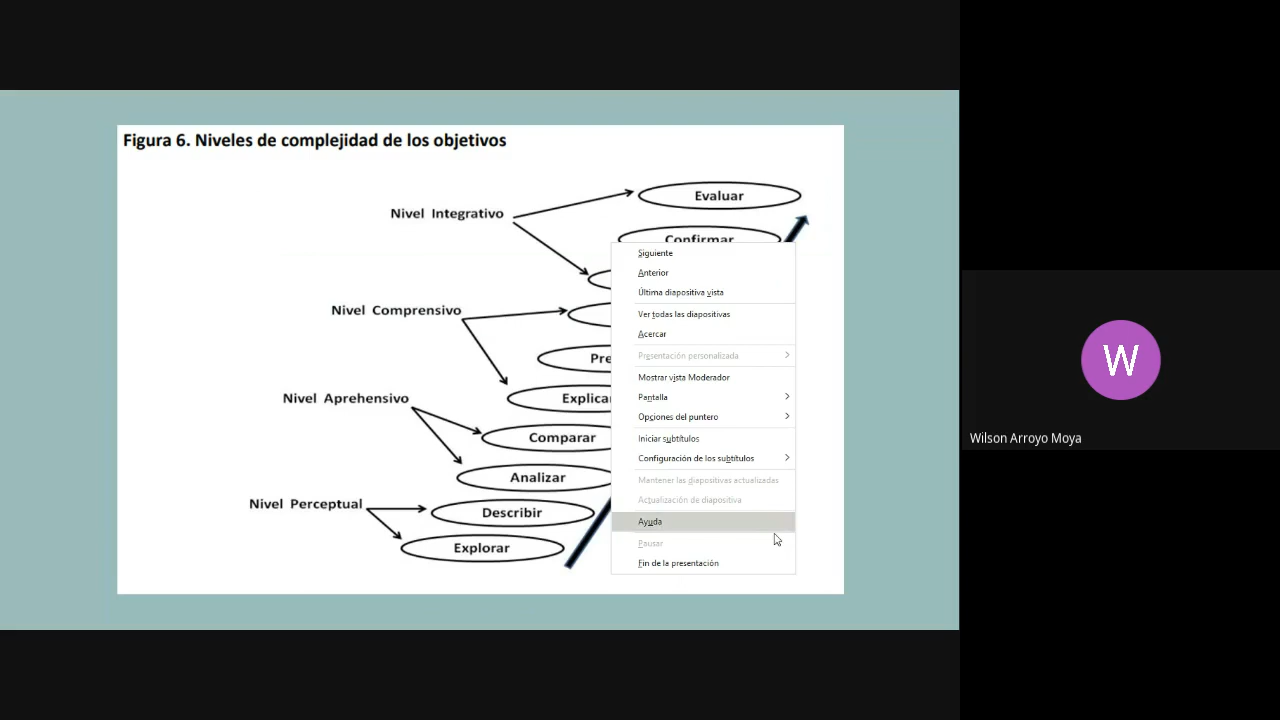 Figura 6. Niveles de complejidad de los objetivos
Evaluar
Nivel Integrativo
Confirmar
Nivel Comprensivo
Nivel Aprehensivo
Comparar
Analizar
Nivel Perceptual
Describir
Explorar
Siguiente
Anterior
Última diapositiva vista
Ver todas las diapositivas
Acercar
Presentación personalizada
Mostrar vista Moderador
Pantalla
Opciones del puntero
Iniciar subtítulos
Configuración de los subtítulos
Mantener las diapositivas actualizadas
Actualización de diapositiva
Ayuda
Pausar
Fin de la presentación
W
Wilson Arroyo Moya